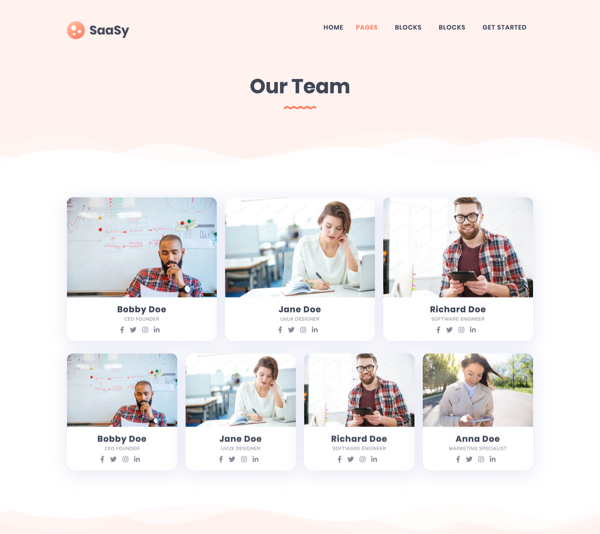 SaaSy
HOME PAGES BLOCKS BLOCKS GET STARTED
Our Team
Bobby Doe
CEO FOUNDER
Jane Doe
UI/UX DESIGNER
Richard Doe
SOFTWARE ENGINEER
Bobby Doe
CEO FOUNDER
Jane Doe
UI/UX DESIGNER
Richard Doe
SOFTWARE ENGINEER
Anna Doe
MARKETING SPECIALIST